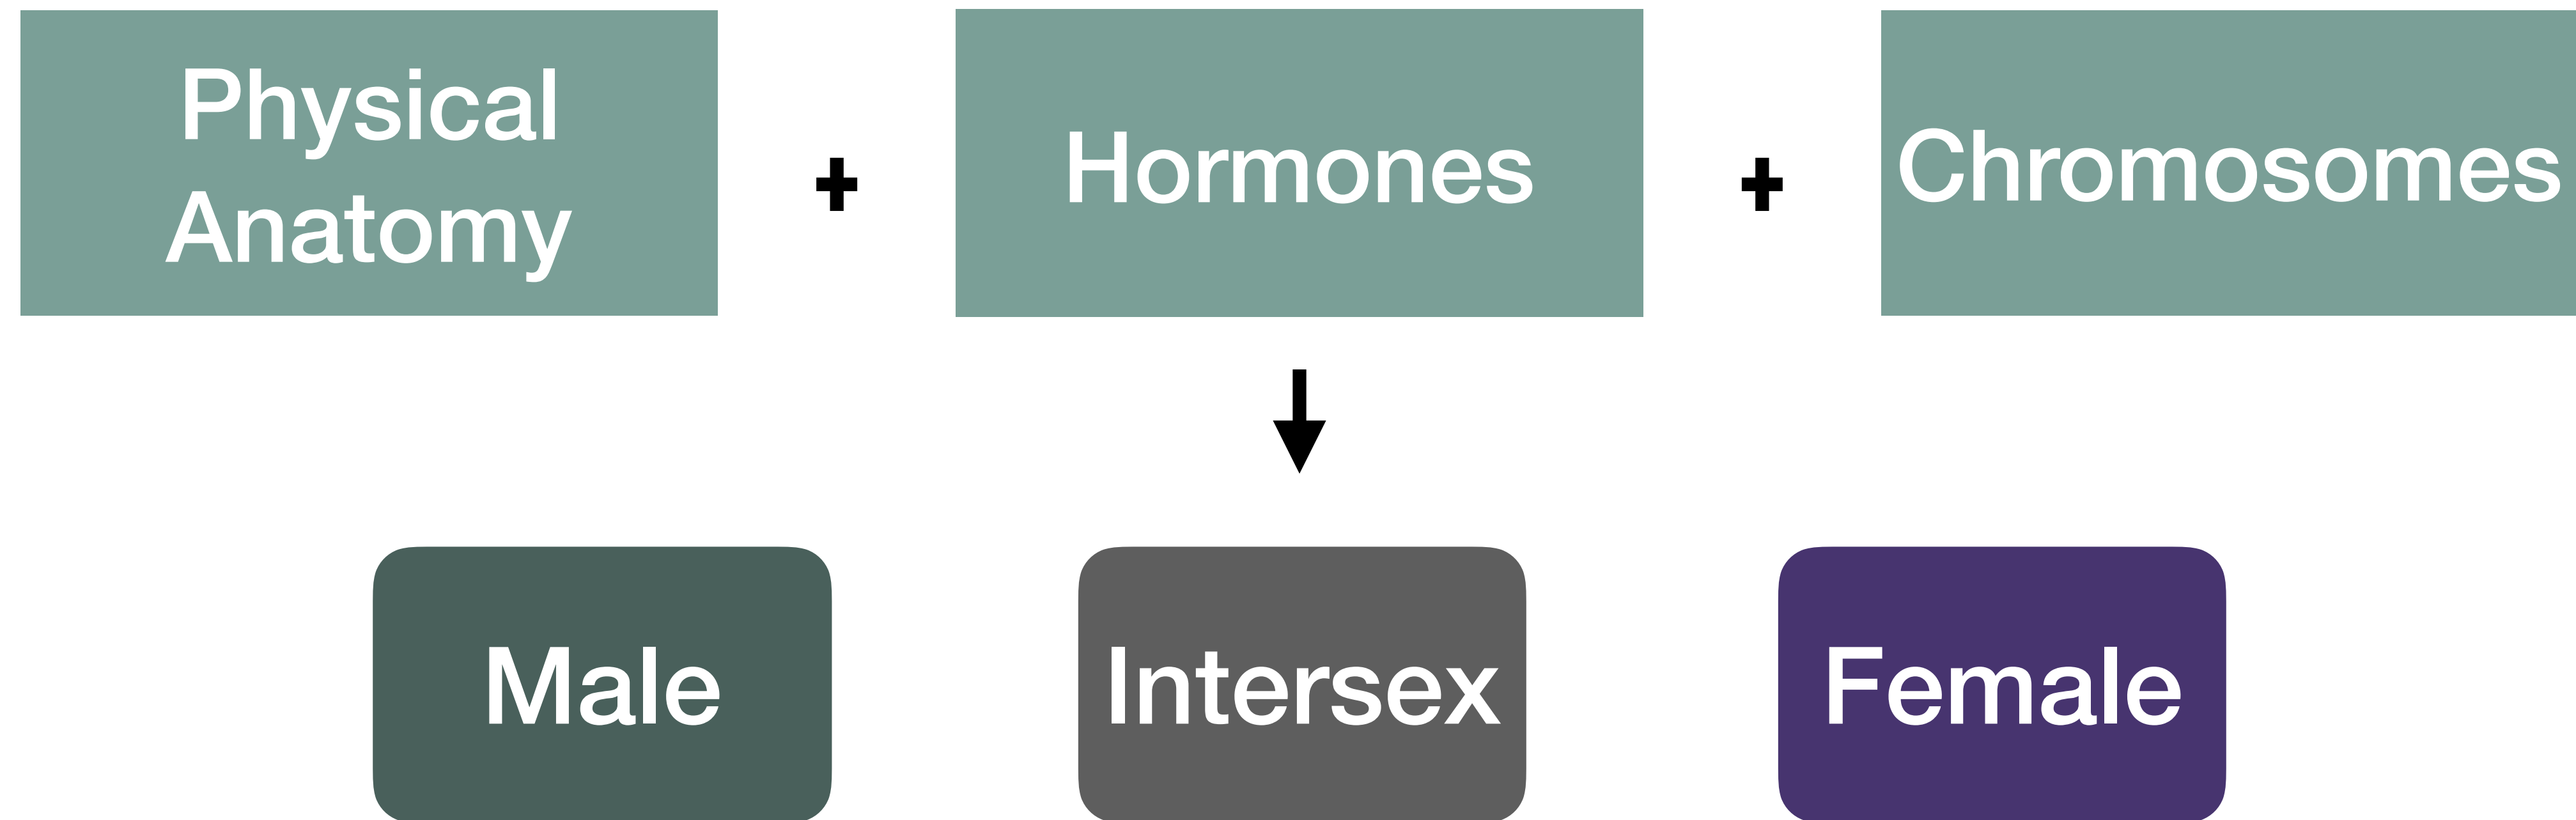 Physical
Anatomy
+
Hormones
+
Chromosomes
Male
Intersex
Female